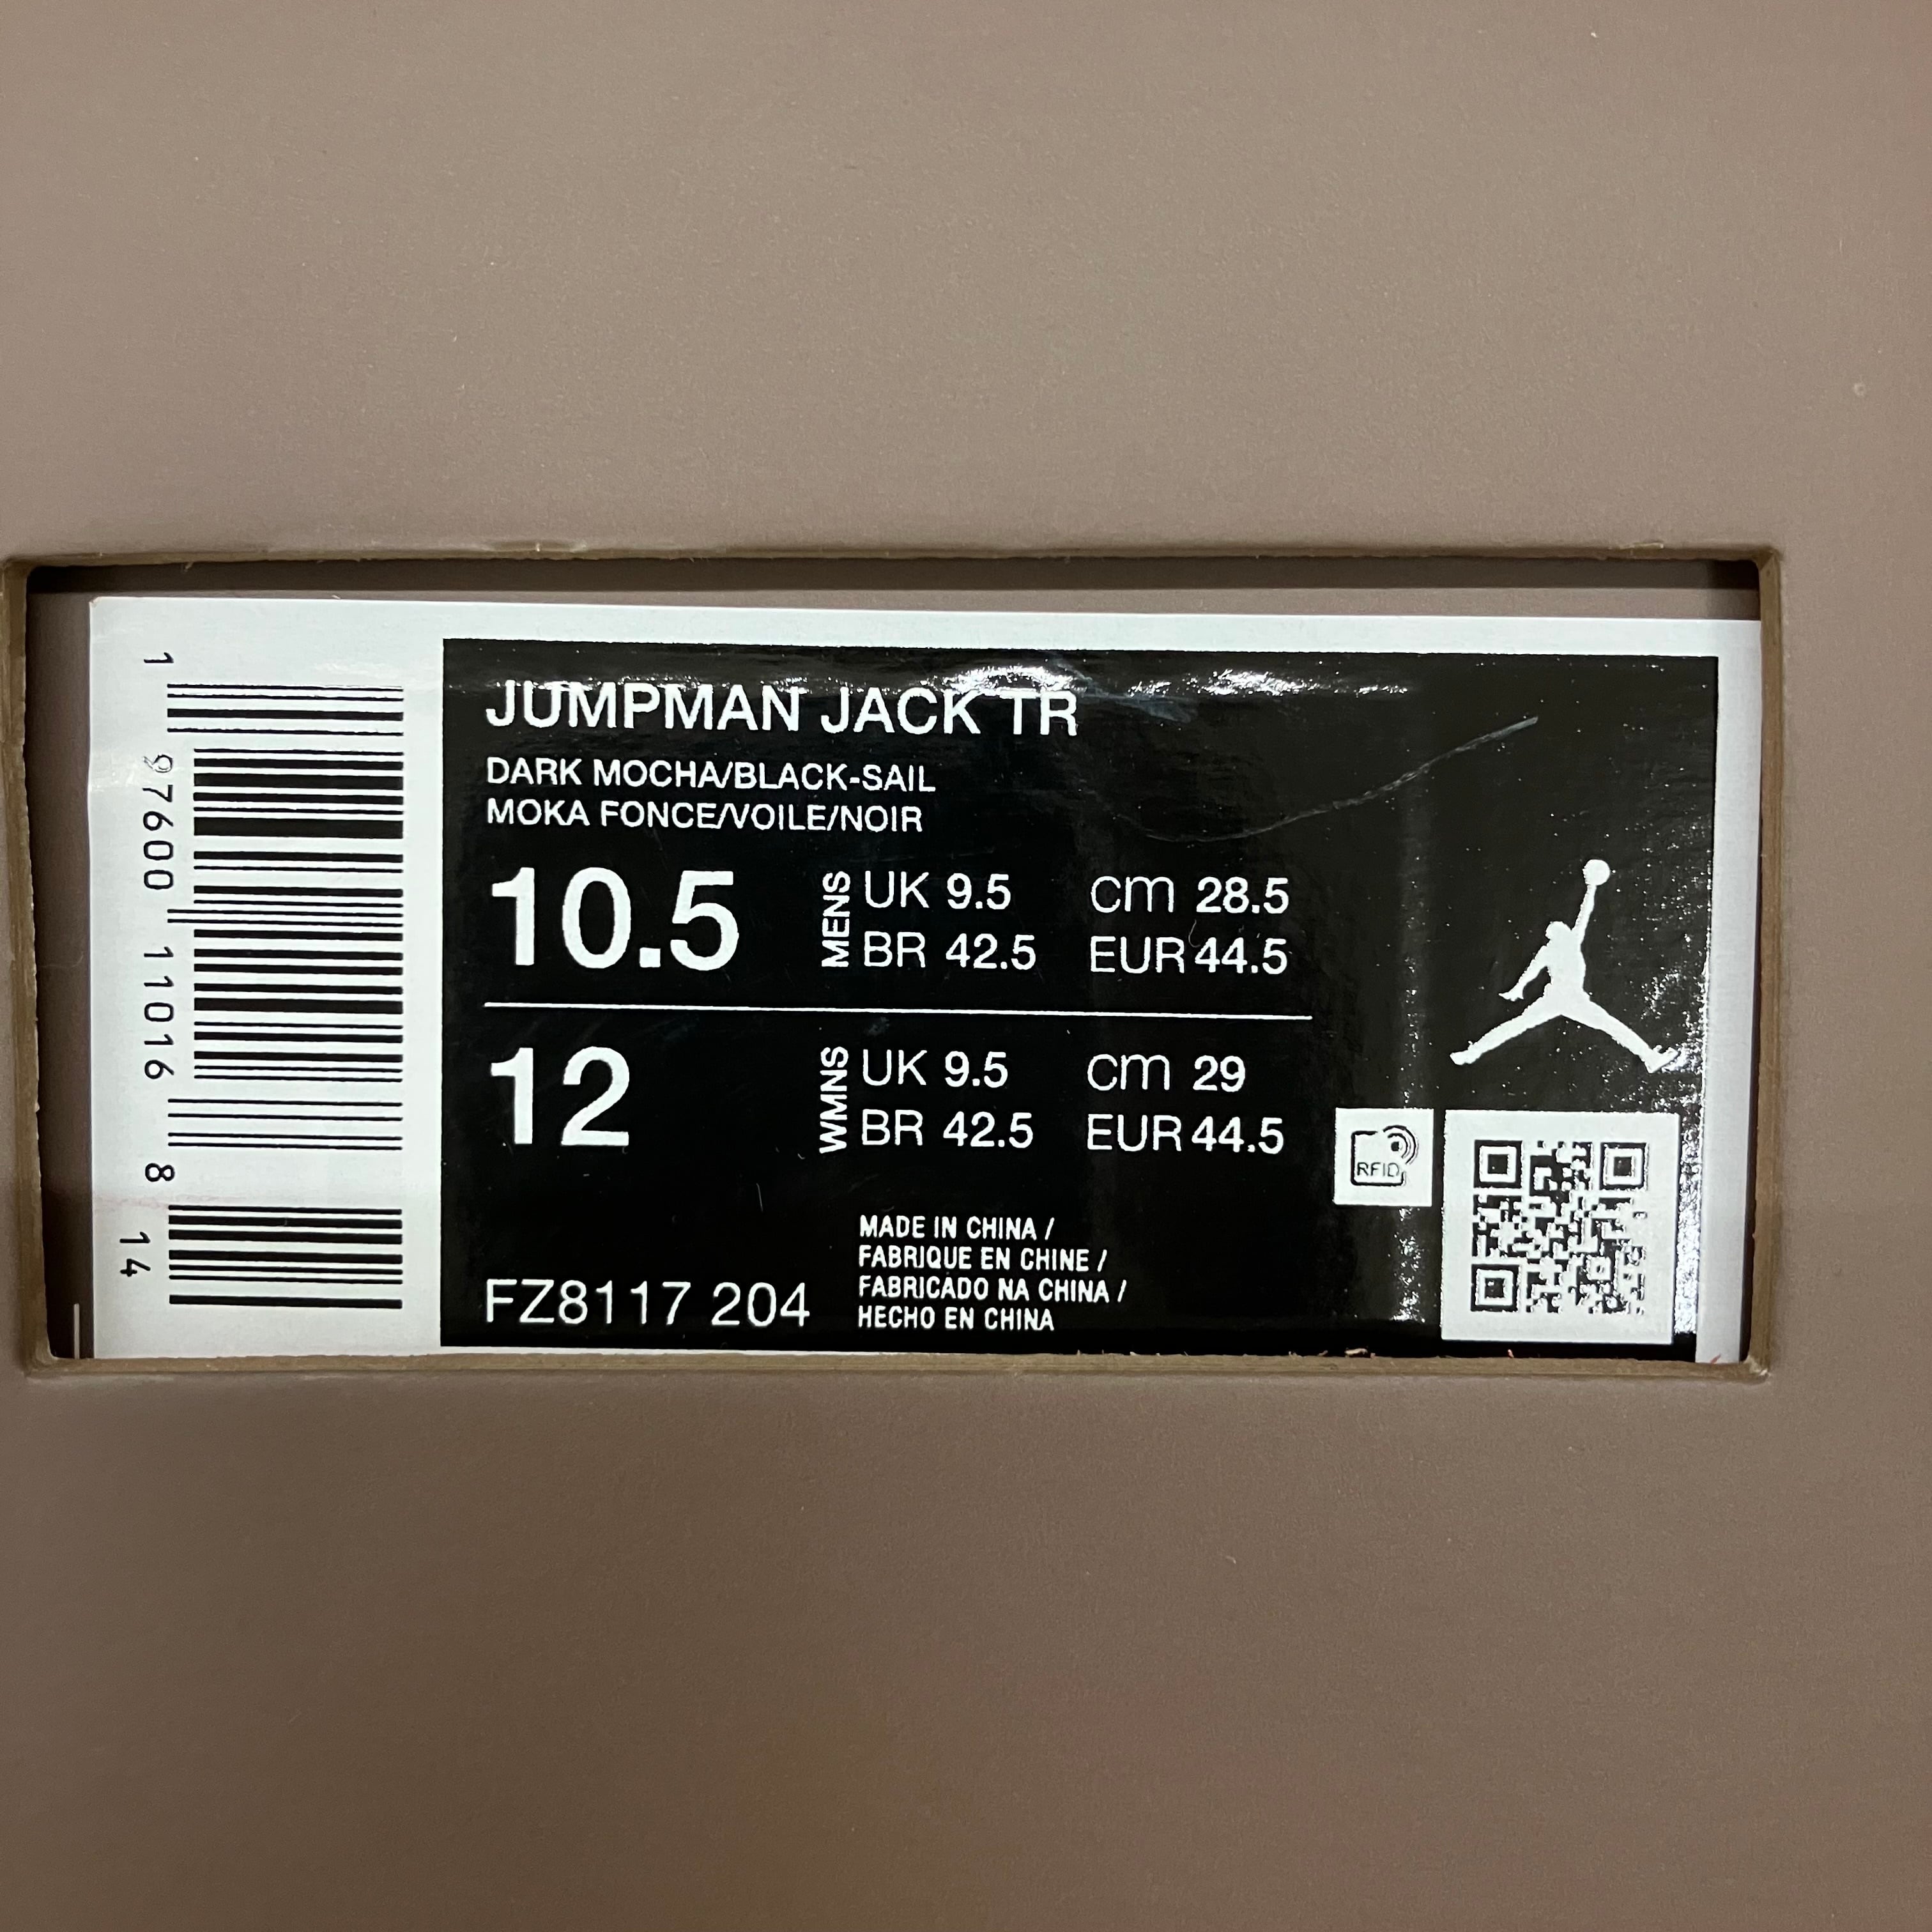 1 97600 11016 8 14
JUMPMAN JACK TR
DARK MOCHA/BLACK-SAIL
MOKA FONCE/VOILE/NOIR
10.5 MENS UK 9.5 cm 28.5
BR 42.5 EUR 44.5
12 WMNS UK 9.5 cm 29
BR 42.5 EUR 44.5
RFID
MADE IN CHINA /
FABRIQUE EN CHINE /
FABRICADO NA CHINA /
HECHO EN CHINA
FZ8117 204